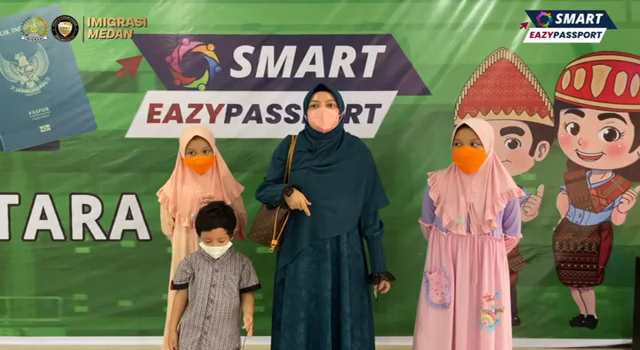 IMIGRASI
MEDAN
SMART
EAZYPASSPORT
SMART
EAZYPASSPORT
PASPOR
TARA